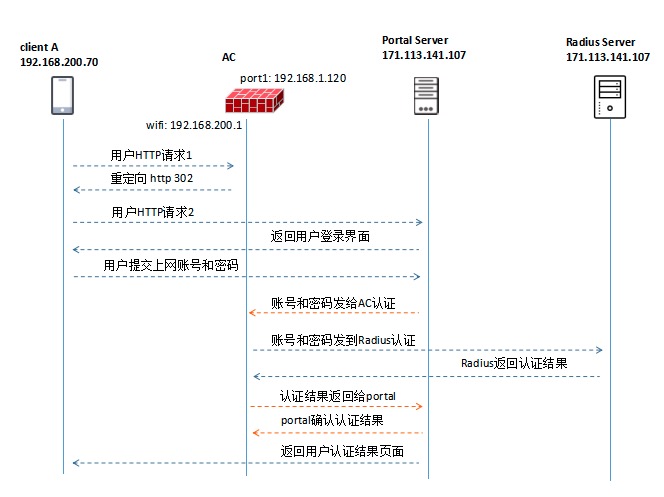 client A
192.168.200.70
AC
port1: 192.168.1.120
wifi: 192.168.200.1
Portal Server
171.113.141.107
Radius Server
171.113.141.107
用户HTTP请求1
重定向 http 302
用户HTTP请求2
返回用户登录界面
用户提交上网账号和密码
账号和密码发给AC认证
账号和密码发到Radius认证
Radius返回认证结果
认证结果返回给portal
portal确认认证结果
返回用户认证结果页面